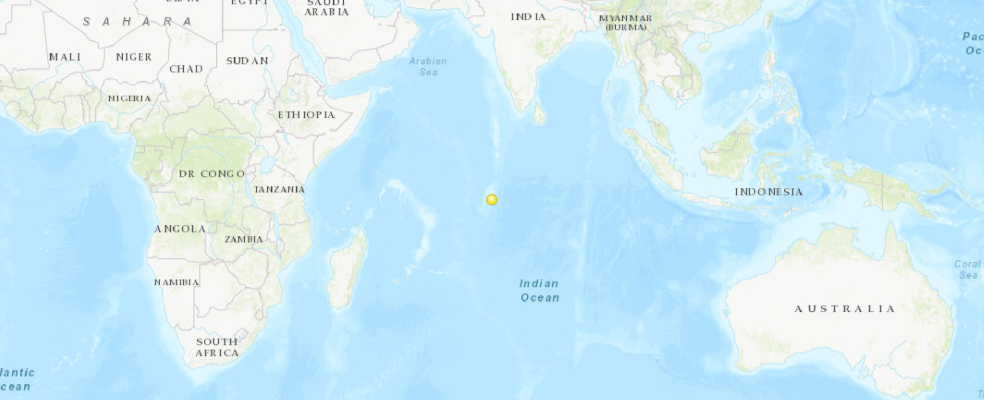 EGYPT
SAUDI
ARABIA
SAHARA
INDIA
MYANMAR
(BURMA)
Pac
Oc
MALI
NIGER
CHAD
SUDAN
Arabian
Sea
NIGERIA
ETHIOPIA
DR CONGO
TANZANIA
INDONESIA
ANGOLA
ZAMBIA
Coral
Sea
NAMIBIA
Indian
Ocean
AUSTRALIA
SOUTH
AFRICA
lantic
cean